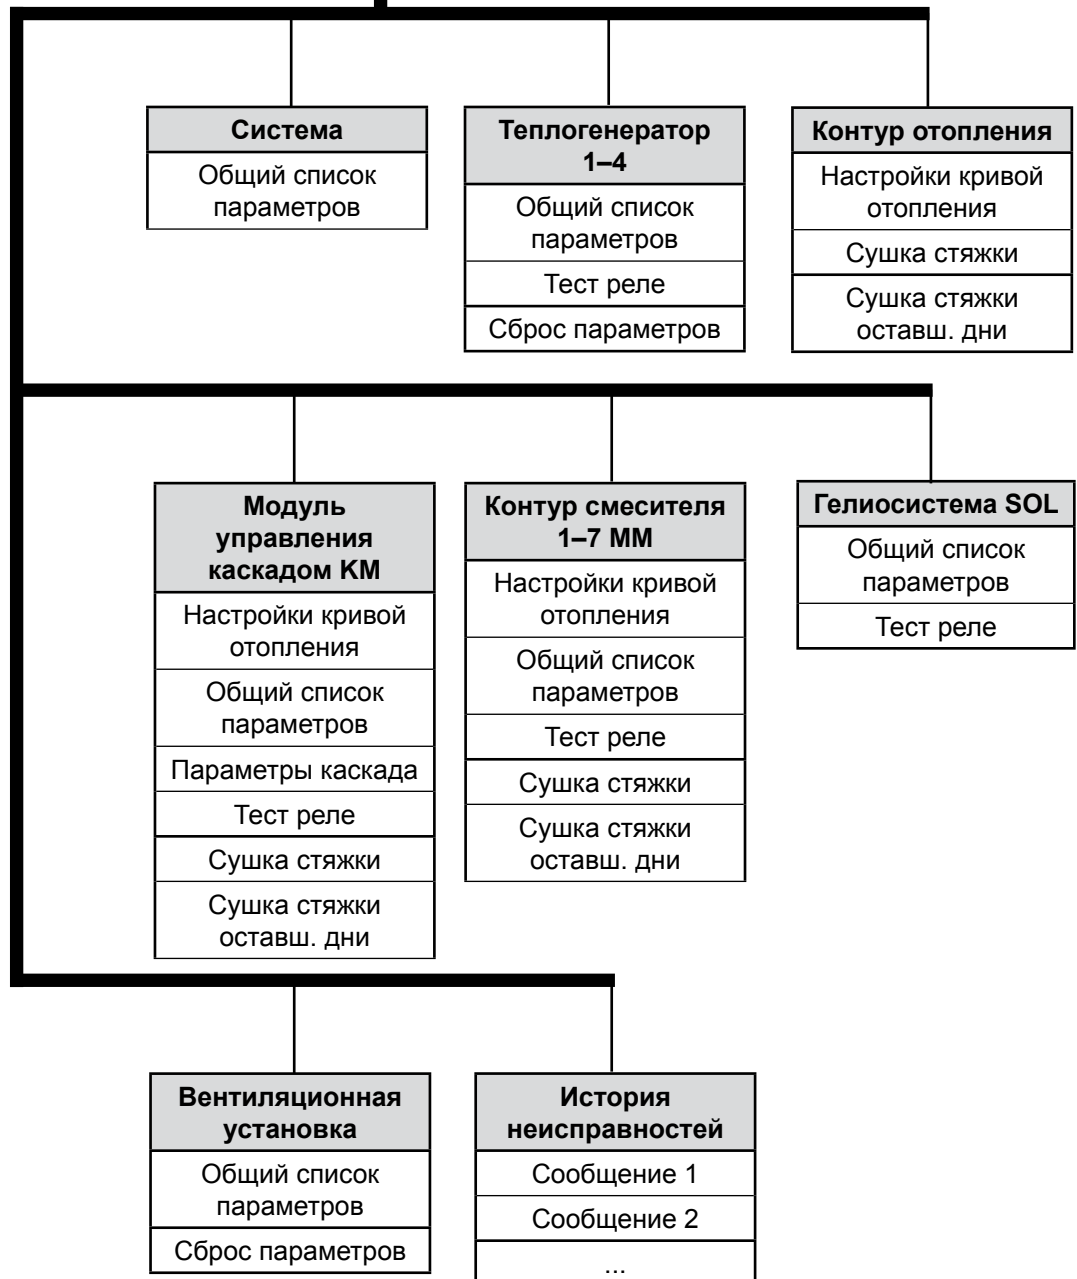 Система
Общий список
параметров
Теплогенератор
1–4
Общий список
параметров
Тест реле
Сброс параметров
Контур отопления
Настройки кривой
отопления
Сушка стяжки
Сушка стяжки
оставш. дни
Модуль
управления
каскадом KM
Настройки кривой
отопления
Общий список
параметров
Параметры каскада
Тест реле
Сушка стяжки
Сушка стяжки
оставш. дни
Контур смесителя
1–7 MM
Настройки кривой
отопления
Общий список
параметров
Тест реле
Сушка стяжки
Сушка стяжки
оставш. дни
Гелиосистема SOL
Общий список
параметров
Тест реле
Вентиляционная
установка
Общий список
параметров
Сброс параметров
История
неисправностей
Сообщение 1
Сообщение 2
...